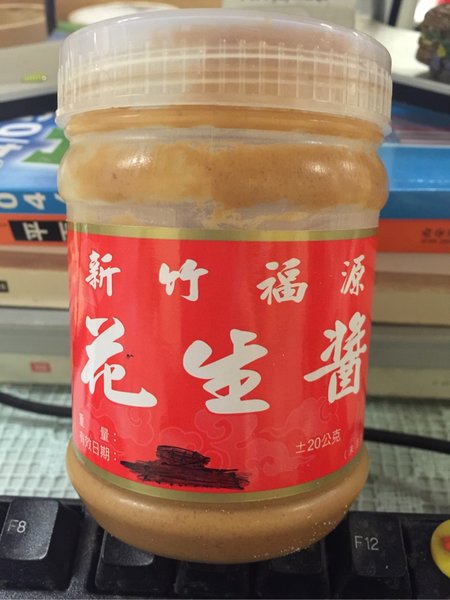 新竹福源
花生醬
重量: ±20公克
有效日期:
F8
F12